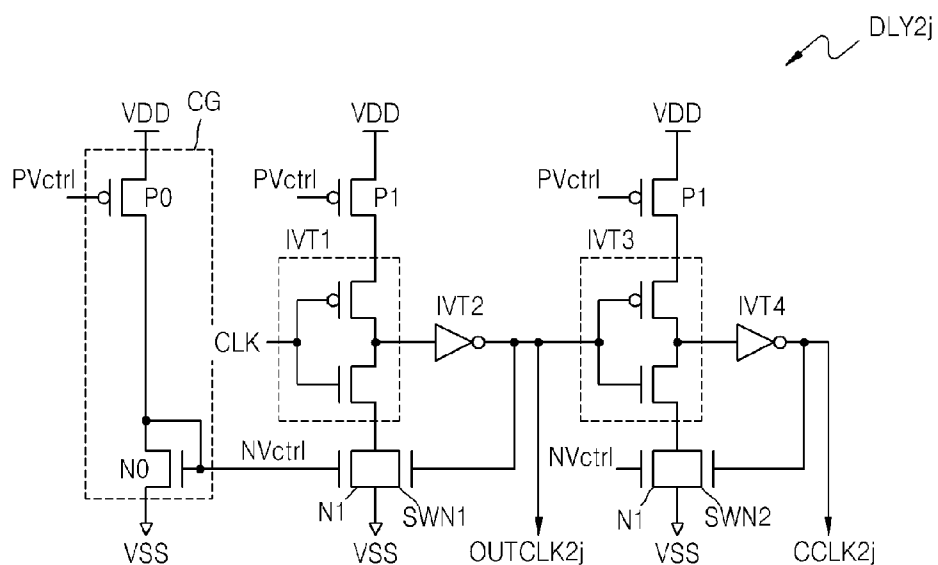 DLY2j
CG
VDD
VDD
VDD
PVctrl
P0
PVctrl
P1
PVctrl
P1
IVT1
IVT3
IVT2
IVT4
CLK
N0
NVctrl
NVctrl
N1
SWN1
N1
SWN2
VSS
VSS
OUTCLK2j
VSS
CCLK2j